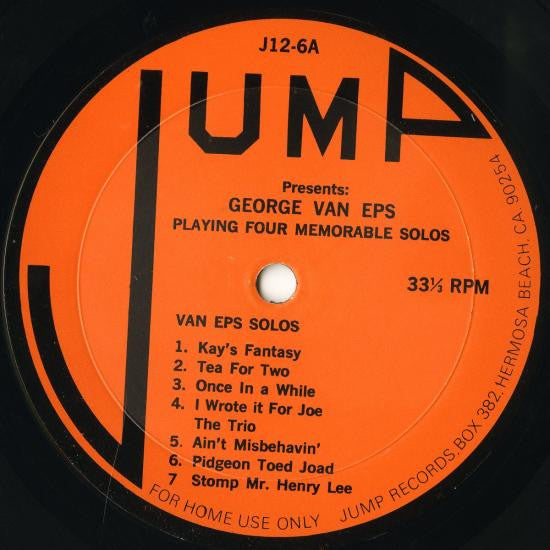 J12-6A
JUMP
Presents:
GEORGE VAN EPS
PLAYING FOUR MEMORABLE SOLOS
33⅓ RPM
VAN EPS SOLOS
1. Kay's Fantasy
2. Tea For Two
3. Once In a While
4. I Wrote it For Joe
The Trio
5. Ain't Misbehavin'
6. Pidgeon Toed Joad
7 Stomp Mr. Henry Lee
FOR HOME USE ONLY JUMP RECORDS, BOX 382, HERMOSA BEACH, CA. 90254